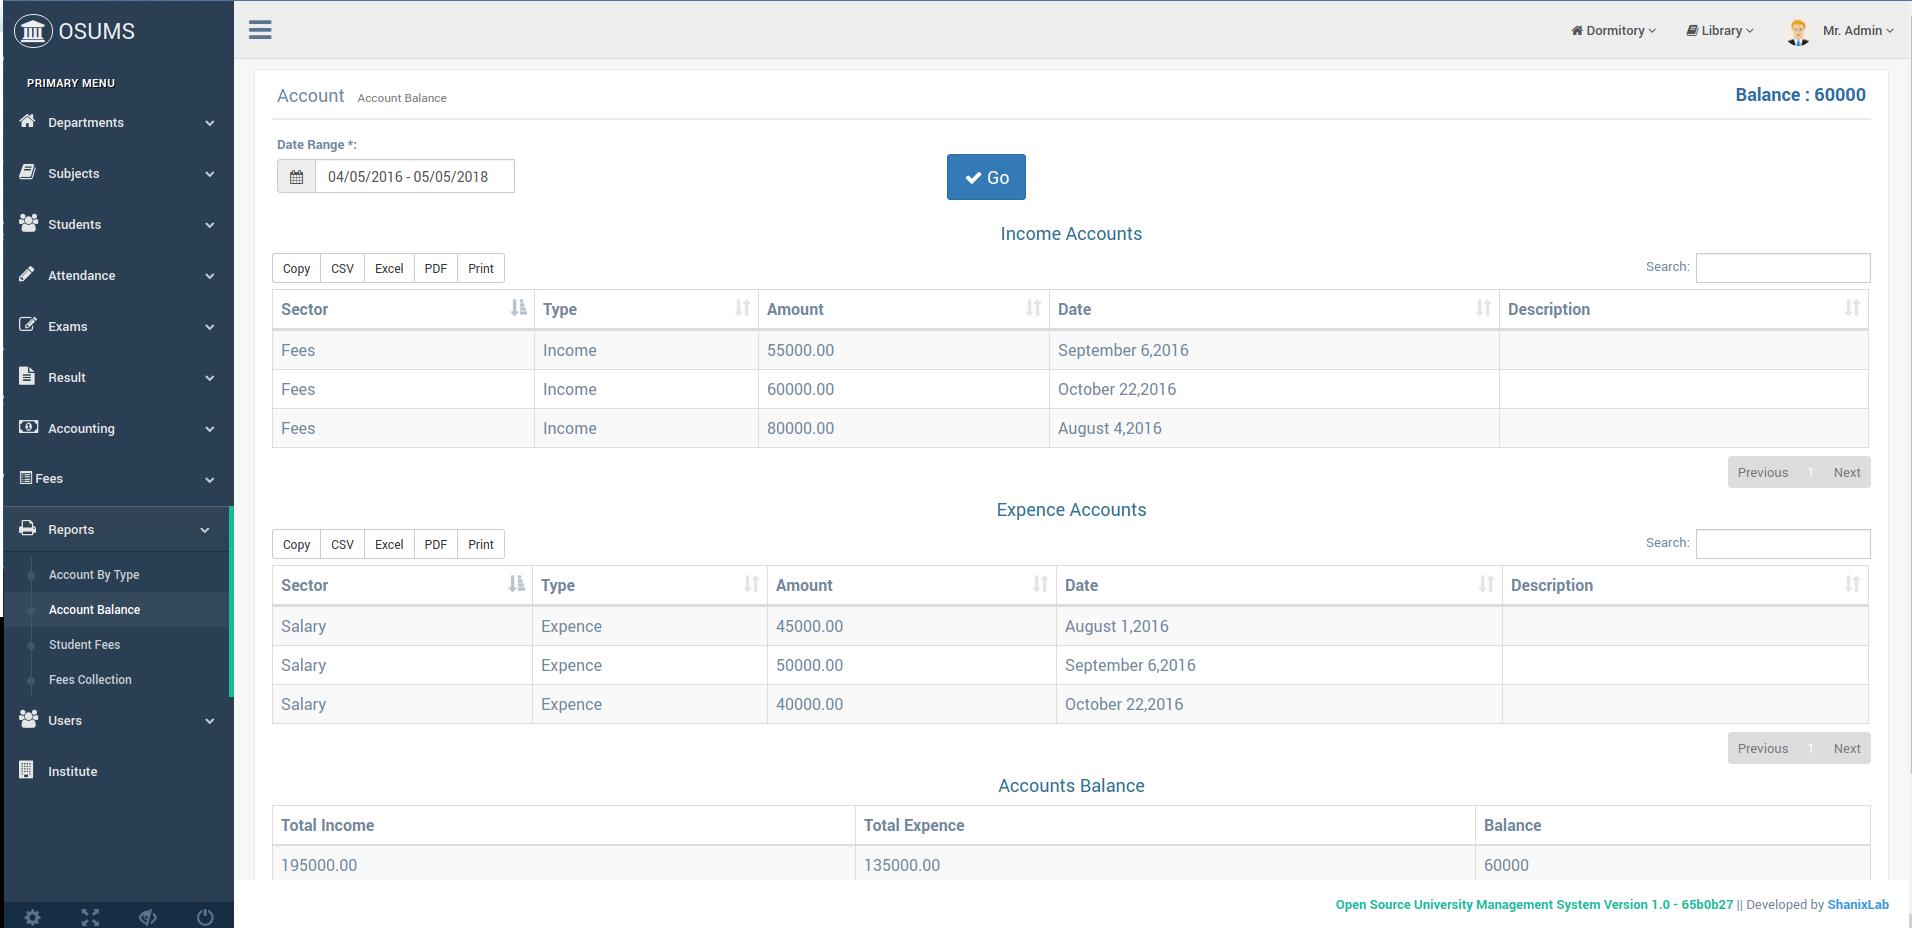 OSUMS
PRIMARY MENU
Departments
Subjects
Students
Attendance
Exams
Result
Accounting
Fees
Reports
Account By Type
Account Balance
Student Fees
Fees Collection
Users
Institute
Dormitory Library Mr. Admin
Account Account Balance Balance : 60000
Date Range *:
04/05/2016 - 05/05/2018 Go
Income Accounts
Copy CSV Excel PDF Print Search:
Sector Type Amount Date Description
Fees Income 55000.00 September 6,2016
Fees Income 60000.00 October 22,2016
Fees Income 80000.00 August 4,2016
Previous 1 Next
Expence Accounts
Copy CSV Excel PDF Print Search:
Sector Type Amount Date Description
Salary Expence 45000.00 August 1,2016
Salary Expence 50000.00 September 6,2016
Salary Expence 40000.00 October 22,2016
Previous 1 Next
Accounts Balance
Total Income Total Expence Balance
195000.00 135000.00 60000
Open Source University Management System Version 1.0 - 65b0b27 || Developed by ShanixLab